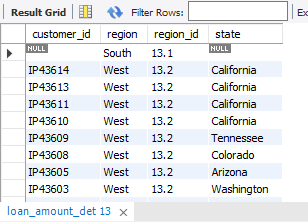 Result Grid Filter Rows: Ex
customer_id region region_id state
NULL South 13.1 NULL
IP43614 West 13.2 California
IP43613 West 13.2 California
IP43611 West 13.2 California
IP43610 West 13.2 California
IP43609 West 13.2 Tennessee
IP43608 West 13.2 Colorado
IP43605 West 13.2 Arizona
IP43603 West 13.2 Washington
loan_amount_det 13